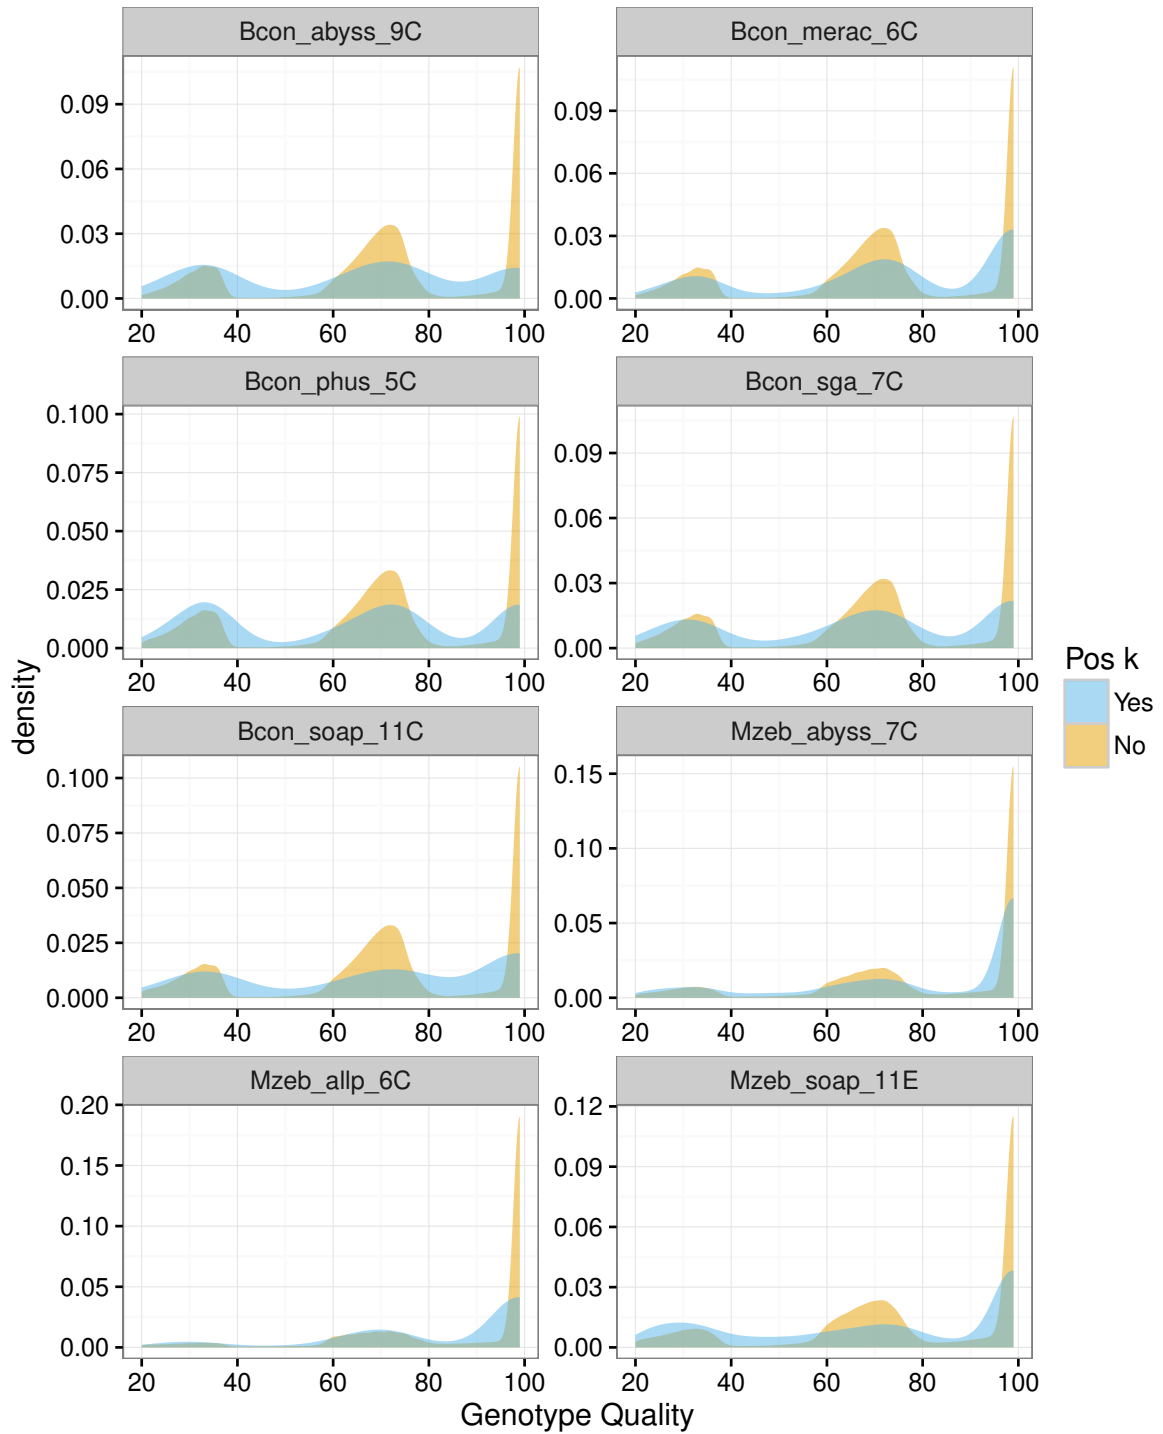 Bcon_abyss_9C
Bcon_merac_6C
0.09
0.06
0.03
0.00
20 40 60 80 100
0.09
0.06
0.03
0.00
20 40 60 80 100
Bcon_phus_5C
Bcon_sga_7C
0.100
0.075
0.050
0.025
0.000
20 40 60 80 100
0.09
0.06
0.03
0.00
20 40 60 80 100
Bcon_soap_11C
Mzeb_abyss_7C
0.100
0.075
0.050
0.025
0.000
20 40 60 80 100
0.15
0.10
0.05
0.00
20 40 60 80 100
Mzeb_allp_6C
Mzeb_soap_11E
0.20
0.15
0.10
0.05
0.00
20 40 60 80 100
0.12
0.09
0.06
0.03
0.00
20 40 60 80 100
density
Genotype Quality
Pos k
Yes
No